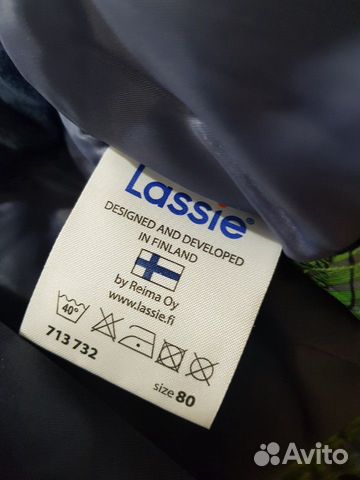 Lassie®
DESIGNED AND DEVELOPED
IN FINLAND
by Reima Oy
www.lassie.fi
40°
713 732
size 80
Avito